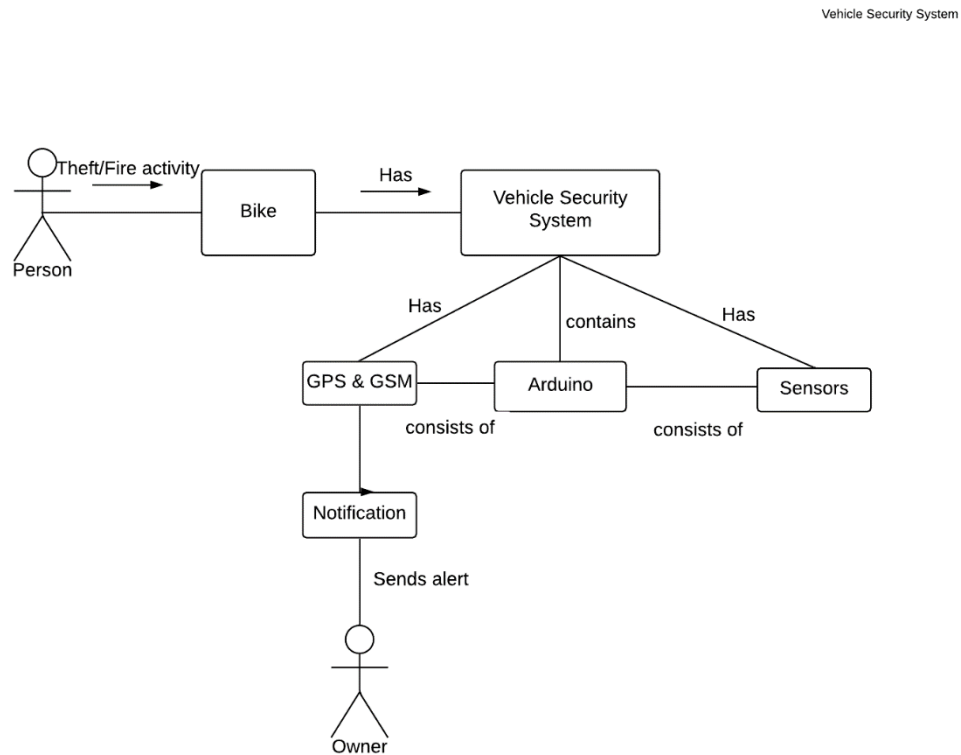 Vehicle Security System
Theft/Fire activity
Has
Bike
Vehicle Security
System
Person
Has
contains
Has
GPS & GSM
Arduino
Sensors
consists of
consists of
Notification
Sends alert
Owner